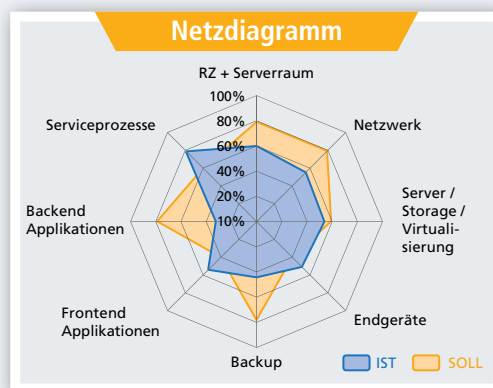 Netzdiagramm
RZ + Serverraum
100%
80%
60%
40%
20%
10%
Netzwerk
Server /
Storage /
Virtuali-
sierung
Endgeräte
Backup
Frontend
Applikationen
Backend
Applikationen
Serviceprozesse
IST
SOLL